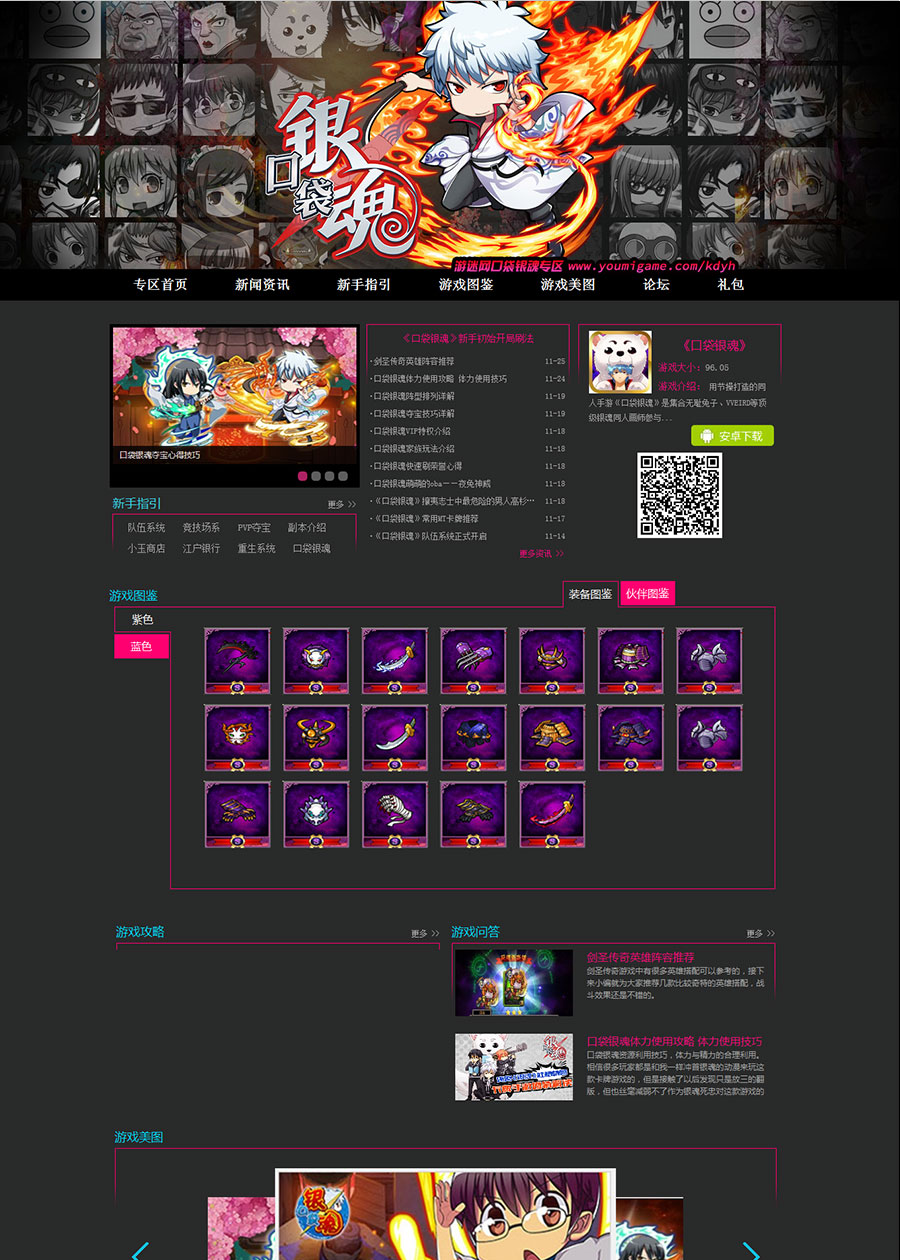 口袋
银魂
游迷网口袋银魂专区 www.youmigame.com/kdyh
专区首页 新闻资讯 新手指引 游戏图鉴 游戏美图 论坛 礼包
口袋银魂夺宝心得技巧
新手指引 更多 >>
队伍系统 竞技场系 PVP夺宝 副本介绍
小玉商店 江户银行 重生系统 口袋银魂
《口袋银魂》新手初始开局刷法
·剑圣传奇英雄阵容推荐 11-25
·口袋银魂体力使用攻略 体力使用技巧 11-24
·口袋银魂阵型排列详解 11-19
·口袋银魂夺宝技巧详解 11-19
·口袋银魂VIP特权介绍 11-18
·口袋银魂家族玩法介绍 11-18
·口袋银魂快速刷荣誉心得 11-18
·口袋银魂萌萌的oba一一夜兔神威 11-18
·《口袋银魂》攘夷志士中最危险的男人高杉… 11-18
·《口袋银魂》常用MT卡牌推荐 11-17
·《口袋银魂》队伍系统正式开启 11-14
更多资讯 >>
《口袋银魂》
游戏大小：96.05
游戏介绍： 用节操打造的同
人手游《口袋银魂》是集合无耻兔子、VVEIRD等顶
级银魂同人画师参与...
安卓下载
游戏图鉴
装备图鉴 伙伴图鉴
紫色
蓝色
游戏攻略 更多 >>
游戏问答 更多 >>
剑圣传奇英雄阵容推荐
剑圣传奇游戏中有很多英雄搭配可以参考的，接下
来小编就为大家推荐几款比较奇特的英雄搭配，战
斗效果还是不错的。
口袋银魂体力使用攻略 体力使用技巧
口袋银魂资源利用技巧，体力与精力的合理利用。
相信很多玩家都是和我一样冲着银魂的动漫来玩这
款卡牌游戏的，但是接触了以后发现只是放三的翻
版，但也丝毫减弱不了作为银魂死忠对这款游戏的
游戏美图
银魂